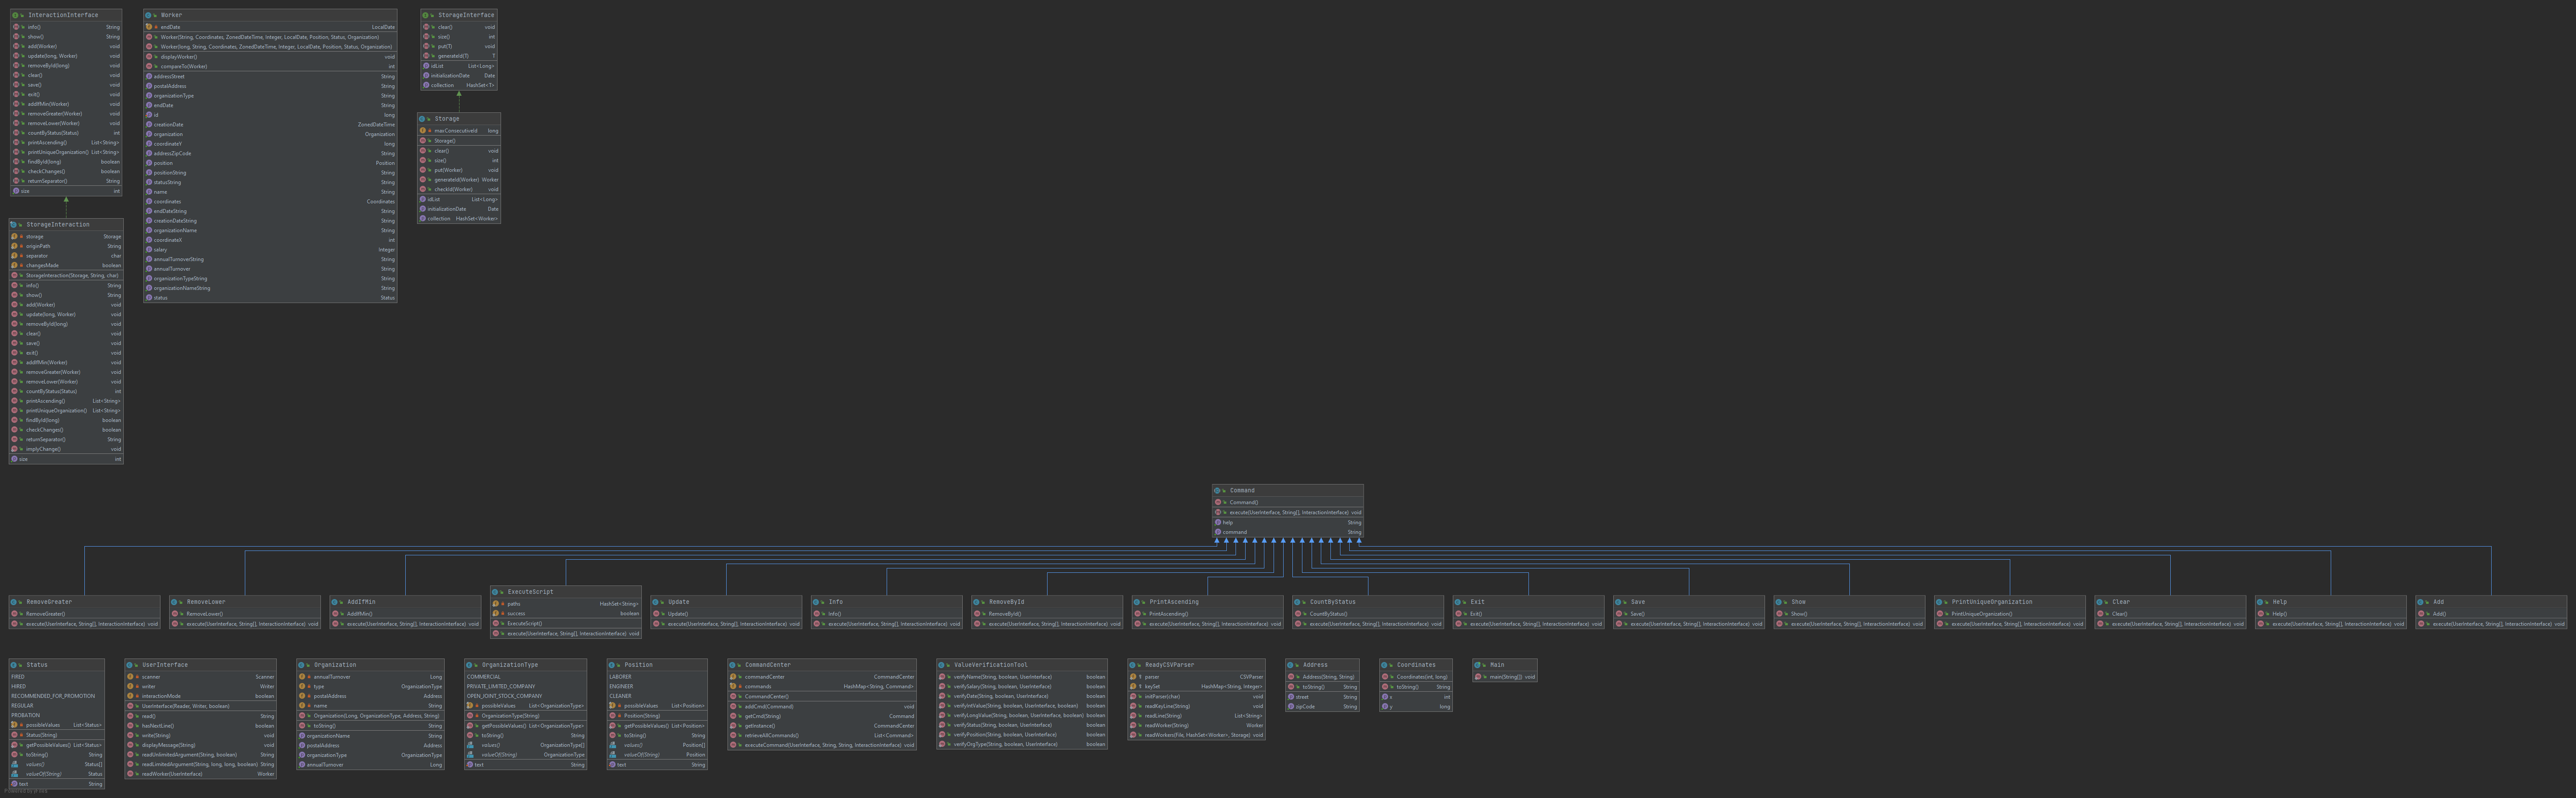 InteractionInterface
info() String
show() String
add(Worker) void
update(long, Worker) void
removeById(long) void
clear() void
save() void
exit() void
addIfMin(Worker) void
removeGreater(Worker) void
removeLower(Worker) void
countByStatus(Status) int
printAscending() List<String>
printUniqueOrganization() List<String>
findById(long) boolean
checkChanges() boolean
returnSeparator() String
size int
StorageInteraction
storage Storage
originPath String
separator char
changesMade boolean
StorageInteraction(Storage, String, char)
info() String
show() String
add(Worker) void
update(long, Worker) void
removeById(long) void
clear() void
save() void
exit() void
addIfMin(Worker) void
removeGreater(Worker) void
removeLower(Worker) void
countByStatus(Status) int
printAscending() List<String>
printUniqueOrganization() List<String>
findById(long) boolean
checkChanges() boolean
returnSeparator() String
implyChange() void
size int
Worker
endDate LocalDate
Worker(String, Coordinates, ZonedDateTime, Integer, LocalDate, Position, Status, Organization)
Worker(long, String, Coordinates, ZonedDateTime, Integer, LocalDate, Position, Status, Organization)
displayWorker() void
compareTo(Worker) int
addressStreet String
postalAddress String
organizationType String
endDate String
id long
creationDate ZonedDateTime
organization Organization
coordinateY long
addressZipCode String
position Position
positionString String
statusString String
name String
coordinates Coordinates
endDateString String
creationDateString String
organizationName String
coordinateX int
salary Integer
annualTurnoverString String
annualTurnover String
organizationTypeString String
organizationNameString String
status Status
StorageInterface
clear() void
size() int
put(T) void
generateId(T) T
idList List<Long>
initializationDate Date
collection HashSet<T>
Storage
maxConsecutiveId long
Storage()
clear() void
size() int
put(Worker) void
generateId(Worker) Worker
checkId(Worker) void
idList List<Long>
initializationDate Date
collection HashSet<Worker>
Command
Command()
execute(UserInterface, String[], InteractionInterface) void
help String
command String
RemoveGreater
RemoveGreater()
execute(UserInterface, String[], InteractionInterface) void
RemoveLower
RemoveLower()
execute(UserInterface, String[], InteractionInterface) void
AddIfMin
AddIfMin()
execute(UserInterface, String[], InteractionInterface) void
ExecuteScript
paths HashSet<String>
success boolean
ExecuteScript()
execute(UserInterface, String[], InteractionInterface) void
Update
Update()
execute(UserInterface, String[], InteractionInterface) void
Info
Info()
execute(UserInterface, String[], InteractionInterface) void
RemoveById
RemoveById()
execute(UserInterface, String[], InteractionInterface) void
PrintAscending
PrintAscending()
execute(UserInterface, String[], InteractionInterface) void
CountByStatus
CountByStatus()
execute(UserInterface, String[], InteractionInterface) void
Exit
Exit()
execute(UserInterface, String[], InteractionInterface) void
Save
Save()
execute(UserInterface, String[], InteractionInterface) void
Show
Show()
execute(UserInterface, String[], InteractionInterface) void
PrintUniqueOrganization
PrintUniqueOrganization()
execute(UserInterface, String[], InteractionInterface) void
Clear
Clear()
execute(UserInterface, String[], InteractionInterface) void
Help
Help()
execute(UserInterface, String[], InteractionInterface) void
Add
Add()
execute(UserInterface, String[], InteractionInterface) void
Status
FIRED
HIRED
RECOMMENDED_FOR_PROMOTION
REGULAR
PROBATION
possibleValues List<Status>
Status(String)
getPossibleValues() List<Status>
toString() String
values() Status[]
valueOf(String) Status
text String
UserInterface
scanner Scanner
writer Writer
interactionMode boolean
UserInterface(Reader, Writer, boolean)
read() String
hasNextLine() boolean
write(String) void
displayMessage(String) void
readUnlimitedArgument(String, boolean) String
readLimitedArgument(String, long, long, boolean) String
readWorker(UserInterface) Worker
Organization
annualTurnover Long
type OrganizationType
postalAddress Address
name String
Organization(Long, OrganizationType, Address, String)
toString() String
organizationName String
postalAddress Address
organizationType OrganizationType
annualTurnover Long
OrganizationType
COMMERCIAL
PRIVATE_LIMITED_COMPANY
OPEN_JOINT_STOCK_COMPANY
possibleValues List<OrganizationType>
OrganizationType(String)
getPossibleValues() List<OrganizationType>
toString() String
values() OrganizationType[]
valueOf(String) OrganizationType
text String
Position
LABORER
ENGINEER
CLEANER
possibleValues List<Position>
Position(String)
getPossibleValues() List<Position>
toString() String
values() Position[]
valueOf(String) Position
text String
CommandCenter
commandCenter CommandCenter
commands HashMap<String, Command>
CommandCenter()
addCmd(Command) void
getCmd(String) Command
getInstance() CommandCenter
retrieveAllCommands() List<Command>
executeCommand(UserInterface, String, String, InteractionInterface) void
ValueVerificationTool
verifyName(String, boolean, UserInterface) boolean
verifySalary(String, boolean, UserInterface) boolean
verifyDate(String, boolean, UserInterface) boolean
verifyIntValue(String, boolean, UserInterface, boolean) boolean
verifyLongValue(String, boolean, UserInterface, boolean) boolean
verifyStatus(String, boolean, UserInterface) boolean
verifyPosition(String, boolean, UserInterface) boolean
verifyOrgType(String, boolean, UserInterface) boolean
ReadyCSVParser
parser CSVParser
keySet HashMap<String, Integer>
initParser(char) void
readKeyLine(String) void
readLine(String) List<String>
readWorker(String) Worker
readWorkers(File, HashSet<Worker>, Storage) void
Address
Address(String, String)
toString() String
street String
zipCode String
Coordinates
Coordinates(int, long)
toString() String
x int
y long
Main
main(String[]) void
Powered by yFiles